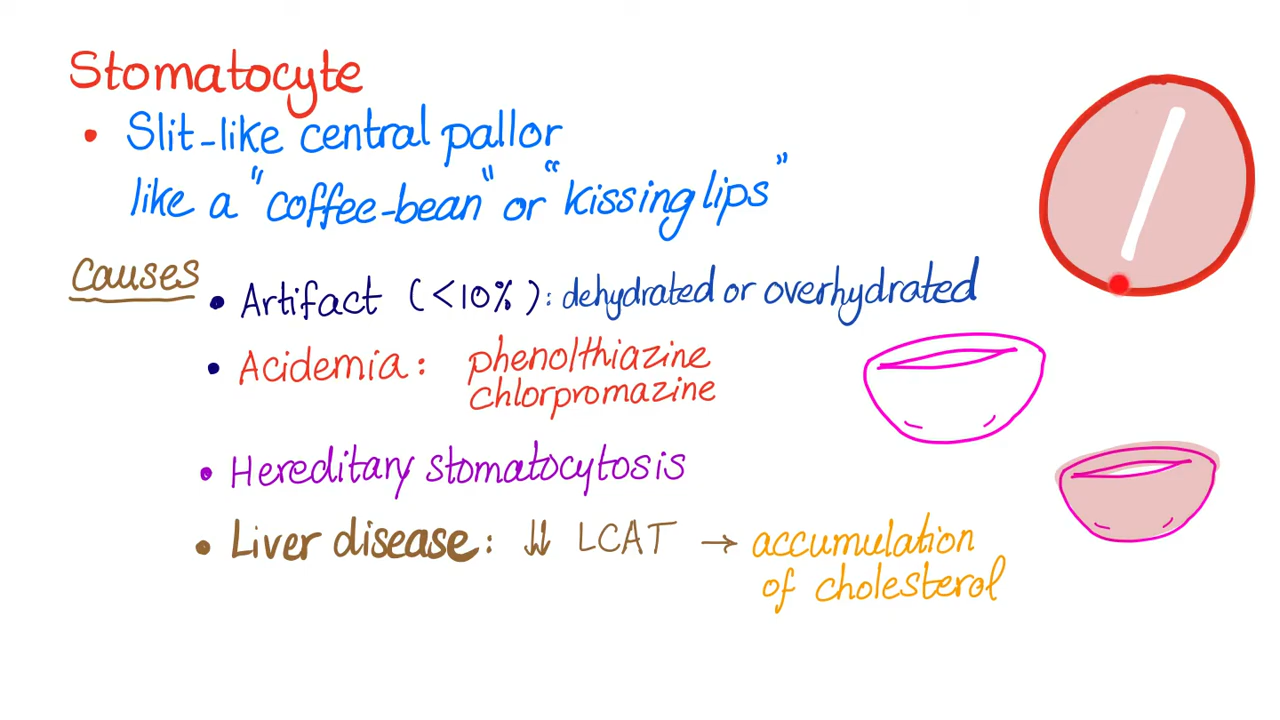 Stomatocyte
• Slit-like central pallor
like a "coffee-bean" or "kissing lips"
Causes
• Artifact (<10%): dehydrated or overhydrated
• Acidemia: phenolthiazine
chlorpromazine
• Hereditary stomatocytosis
• Liver disease: ↓↓ LCAT → accumulation
of cholesterol